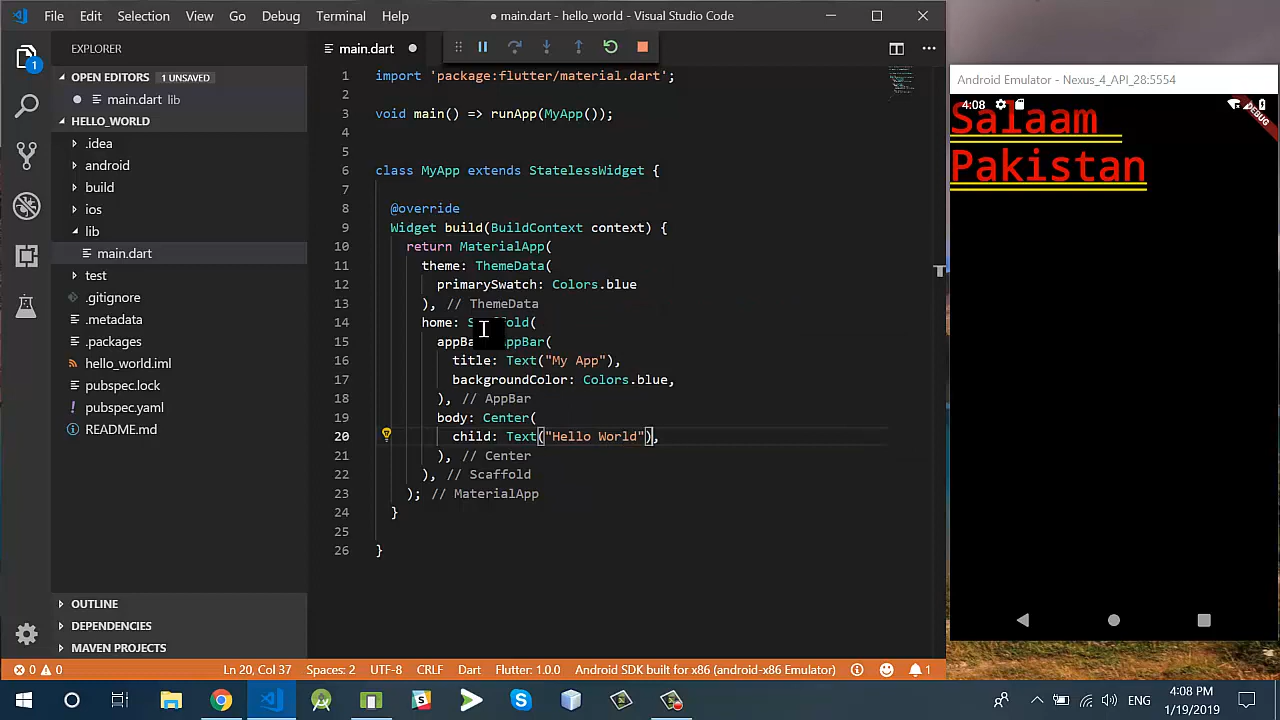 File Edit Selection View Go Debug Terminal Help
● main.dart - hello_world - Visual Studio Code
EXPLORER
main.dart ●
OPEN EDITORS 1 UNSAVED
● main.dart lib
HELLO_WORLD
.idea
android
build
ios
lib
main.dart
test
.gitignore
.metadata
.packages
hello_world.iml
pubspec.lock
pubspec.yaml
README.md
OUTLINE
DEPENDENCIES
MAVEN PROJECTS
1
1 import 'package:flutter/material.dart';
2
3 void main() => runApp(MyApp());
4
5
6 class MyApp extends StatelessWidget {
7
8 @override
9 Widget build(BuildContext context) {
10 return MaterialApp(
11 theme: ThemeData(
12 primarySwatch: Colors.blue
13 ), // ThemeData
14 home: Scaffold(
15 appBar: AppBar(
16 title: Text("My App"),
17 backgroundColor: Colors.blue,
18 ), // AppBar
19 body: Center(
20 child: Text("Hello World"),
21 ), // Center
22 ), // Scaffold
23 ); // MaterialApp
24 }
25
26 }
Android Emulator - Nexus_4_API_28:5554
4:08
DEBUG
Salaam
Pakistan
0 0 Ln 20, Col 37 Spaces: 2 UTF-8 CRLF Dart Flutter: 1.0.0 Android SDK built for x86 (android-x86 Emulator) 1
ENG
4:08 PM
1/19/2019